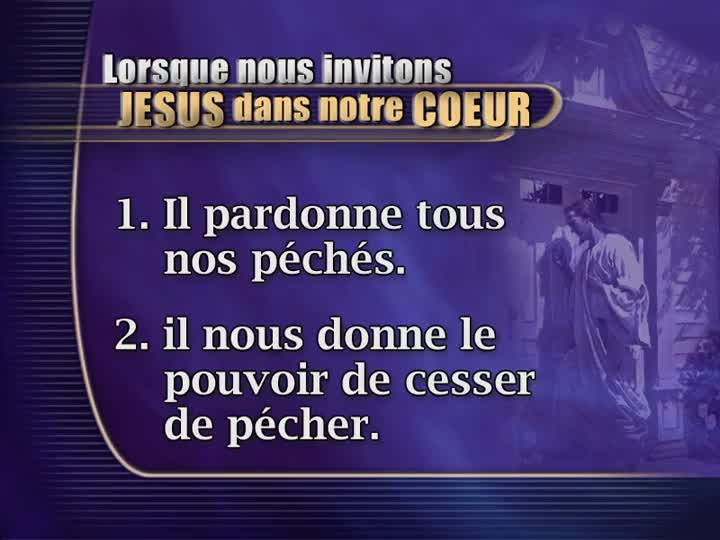 Lorsque nous invitons
JESUS dans notre COEUR
1. Il pardonne tous
nos péchés.
2. il nous donne le
pouvoir de cesser
de pécher.